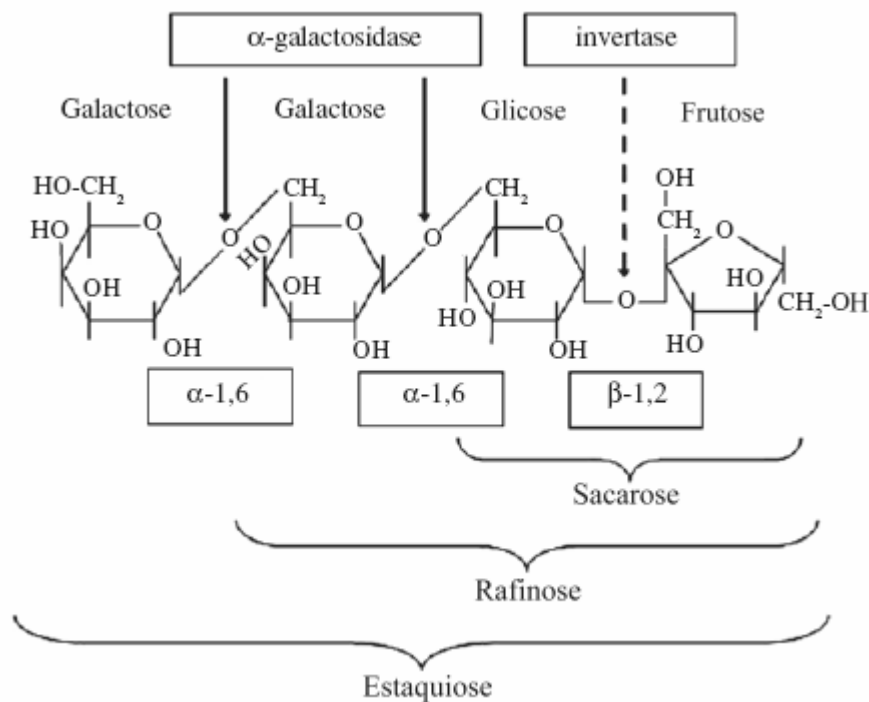 α-galactosidase invertase
Galactose Galactose Glicose Frutose
OH
HO-CH2 CH2 CH2 CH2
HO O O HO O O O O O
OH OH OH HO HO CH2-OH
HO O HO
OH OH OH
α-1,6 α-1,6 β-1,2
Sacarose
Rafinose
Estaquiose